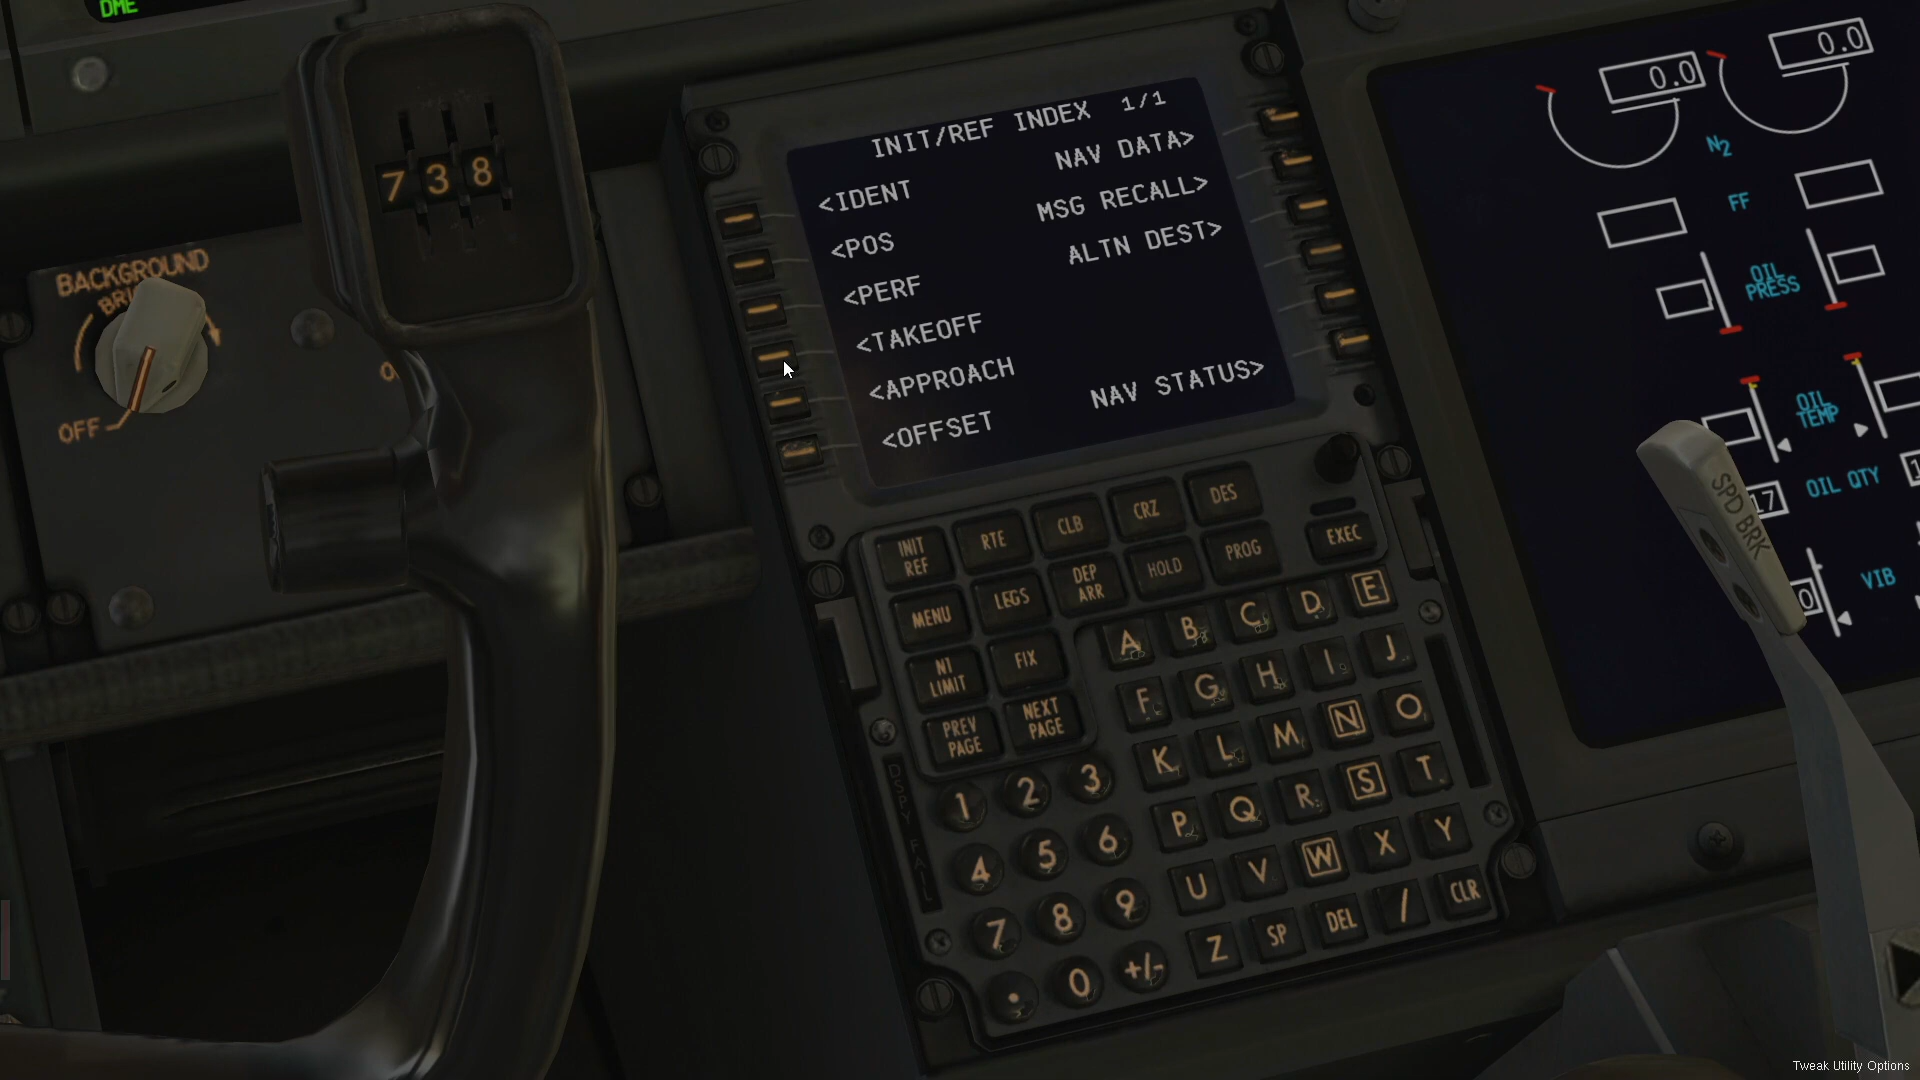 DME
738
BACKGROUND
BRI
OFF
INIT/REF INDEX 1/1
<IDENT NAV DATA>
<POS MSG RECALL>
<PERF ALTN DEST>
<TAKEOFF
<APPROACH
<OFFSET NAV STATUS>
INIT REF
RTE
CLB
CRZ
DES
MENU
LEGS
DEP ARR
HOLD
PROG
EXEC
N1 LIMIT
FIX
PREV PAGE
NEXT PAGE
A B C D E
F G H I J
K L M N O
P Q R S T
U V W X Y
Z SP DEL / CLR
1 2 3
4 5 6
7 8 9
. 0 +/-
DSPY FAIL
0.0 0.0
N2
FF
OIL PRESS
OIL TEMP
17 OIL QTY 1
0 VIB
SPD BRK
Tweak Utility Options